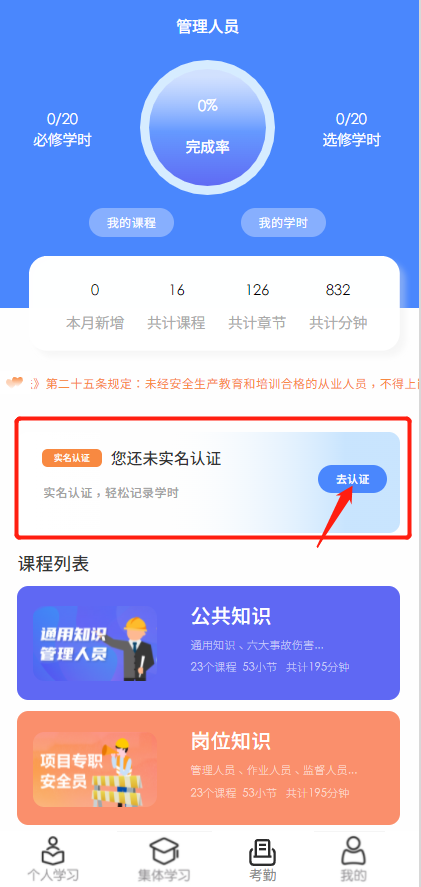 管理人员
0%
完成率
0/20
必修学时
0/20
选修学时
我的课程
我的学时
0 16 126 832
本月新增 共计课程 共计章节 共计分钟
》第二十五条规定：未经安全生产教育和培训合格的从业人员，不得上
实名认证 您还未实名认证
实名认证，轻松记录学时
去认证
课程列表
通用知识
管理人员
公共知识
通用知识、六大事故伤害...
23个课程 53小节 共计195分钟
项目专职
安全员
岗位知识
管理人员、作业人员、监督人员...
23个课程 53小节 共计195分钟
个人学习 集体学习 考勤 我的